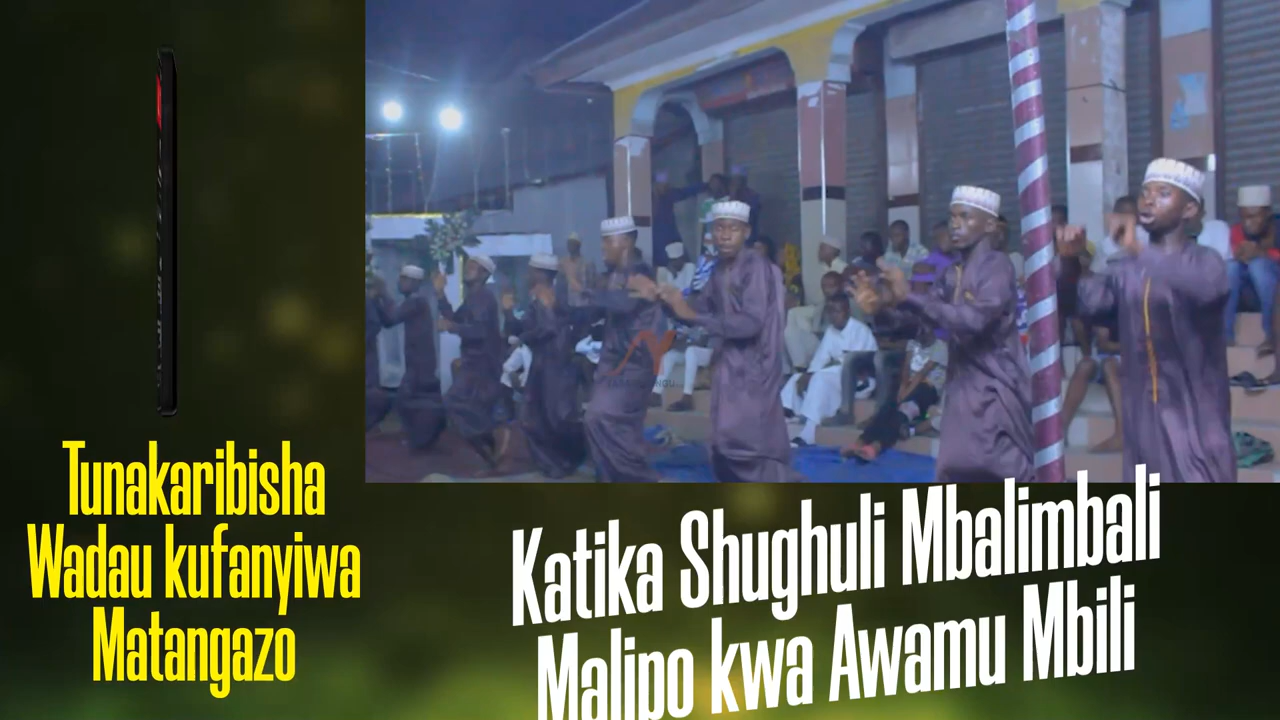 Tunakaribisha
Wadau kufanyiwa
Matangazo
Katika Shughuli Mbalimbali
Malipo kwa Awamu Mbili